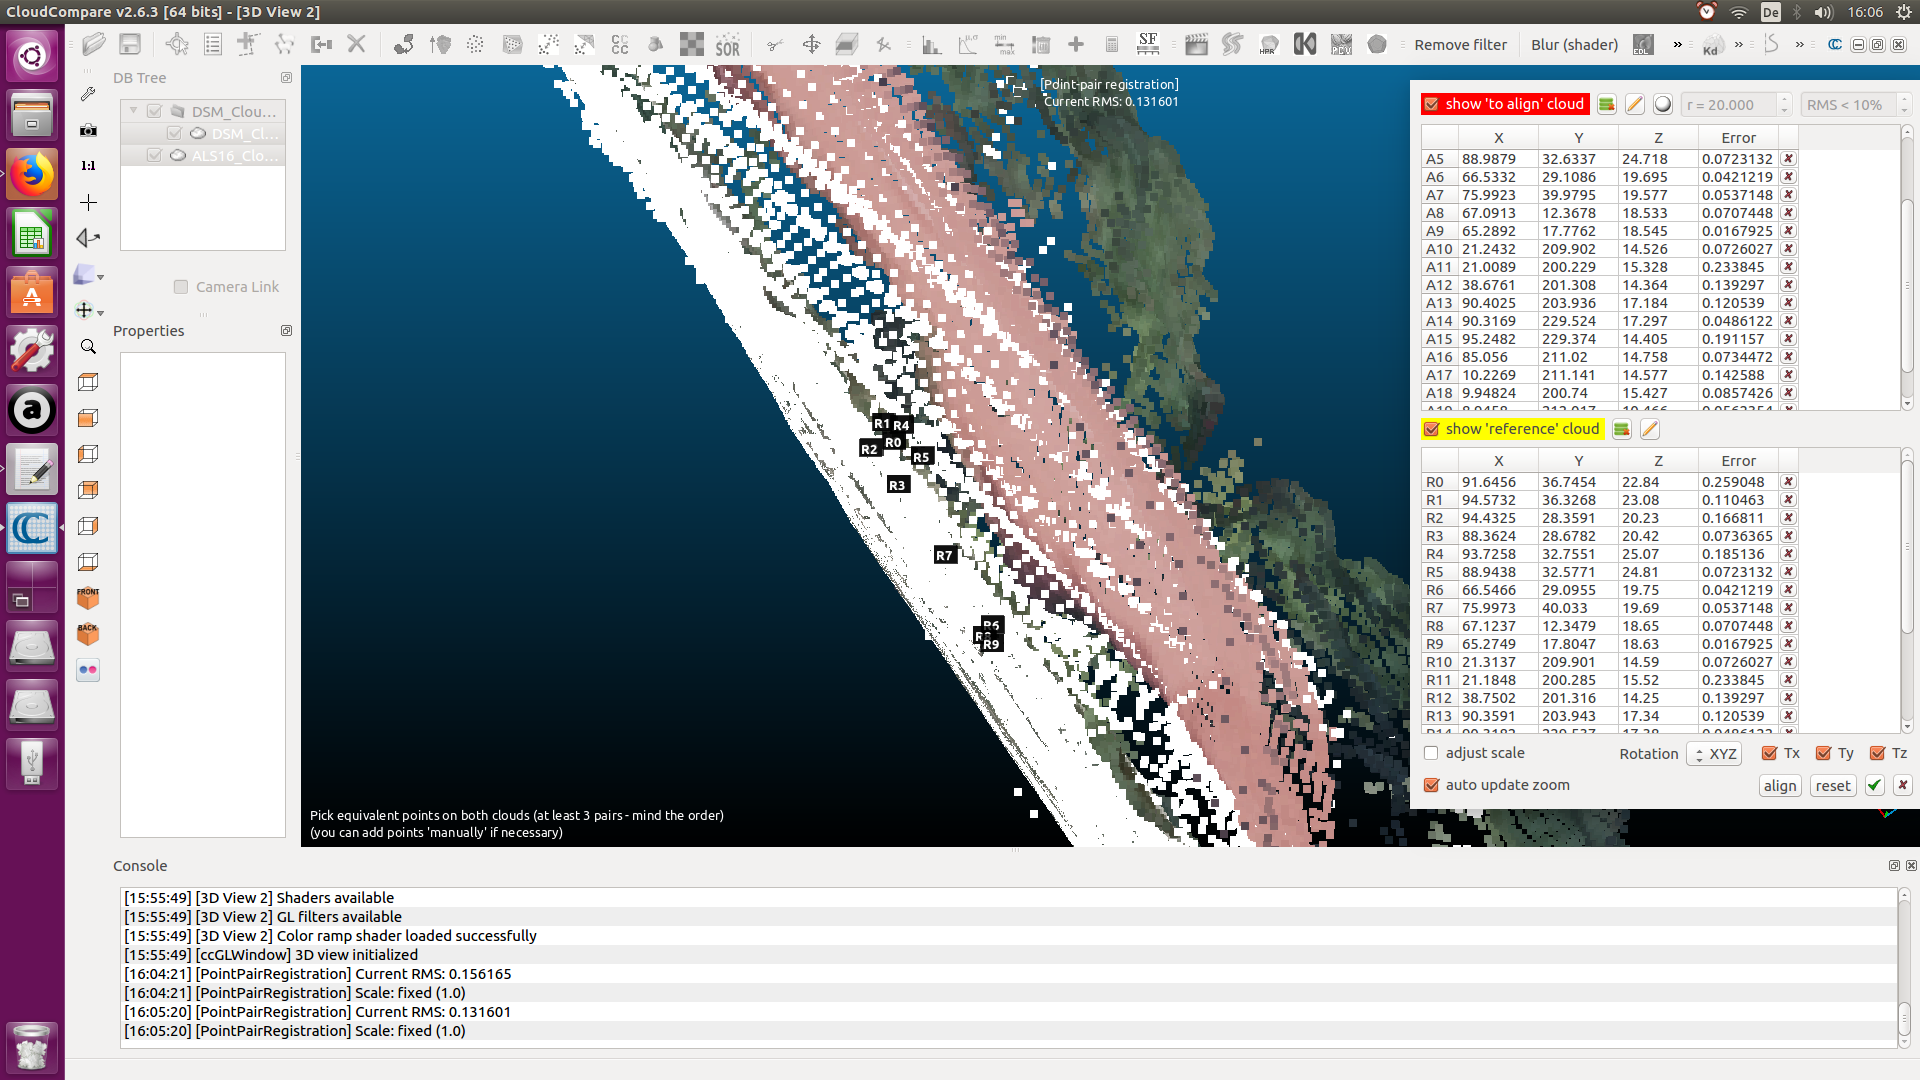 CloudCompare v2.6.3 [64 bits] - [3D View 2]
De
16:06
SOR
SF
min
max
HPR
PCV
Remove filter
Blur (shader)
EDL
»
Kd
»
»
DB Tree
DSM_Clou...
DSM_Cl...
ALS16_Clo...
Camera Link
Properties
1:1
FRONT
BACK
[Point-pair registration]
Current RMS: 0.131601
R1
R4
R0
R2
R5
R3
R7
R6
R9
Pick equivalent points on both clouds (at least 3 pairs - mind the order)
(you can add points 'manually' if necessary)
show 'to align' cloud
r = 20.000
RMS < 10%
X Y Z Error
A5 88.9879 32.6337 24.718 0.0723132
A6 66.5332 29.1086 19.695 0.0421219
A7 75.9923 39.9795 19.577 0.0537148
A8 67.0913 12.3678 18.533 0.0707448
A9 65.2892 17.7762 18.545 0.0167925
A10 21.2432 209.902 14.526 0.0726027
A11 21.0089 200.229 15.328 0.233845
A12 38.6761 201.308 14.364 0.139297
A13 90.4025 203.936 17.184 0.120539
A14 90.3169 229.524 17.297 0.0486122
A15 95.2482 229.374 14.405 0.191157
A16 85.056 211.02 14.758 0.0734472
A17 10.2269 211.141 14.577 0.142588
A18 9.94824 200.74 15.427 0.0857426
show 'reference' cloud
X Y Z Error
R0 91.6456 36.7454 22.84 0.259048
R1 94.5732 36.3268 23.08 0.110463
R2 94.4325 28.3591 20.23 0.166811
R3 88.3624 28.6782 20.42 0.0736365
R4 93.7258 32.7551 25.07 0.185136
R5 88.9438 32.5771 24.81 0.0723132
R6 66.5466 29.0955 19.75 0.0421219
R7 75.9973 40.033 19.69 0.0537148
R8 67.1237 12.3479 18.65 0.0707448
R9 65.2749 17.8047 18.63 0.0167925
R10 21.3137 209.901 14.59 0.0726027
R11 21.1848 200.285 15.52 0.233845
R12 38.7502 201.316 14.25 0.139297
R13 90.3591 203.943 17.34 0.120539
adjust scale
Rotation
XYZ
Tx
Ty
Tz
auto update zoom
align
reset
Console
[15:55:49] [3D View 2] Shaders available
[15:55:49] [3D View 2] GL filters available
[15:55:49] [3D View 2] Color ramp shader loaded successfully
[15:55:49] [ccGLWindow] 3D view initialized
[16:04:21] [PointPairRegistration] Current RMS: 0.156165
[16:04:21] [PointPairRegistration] Scale: fixed (1.0)
[16:05:20] [PointPairRegistration] Current RMS: 0.131601
[16:05:20] [PointPairRegistration] Scale: fixed (1.0)